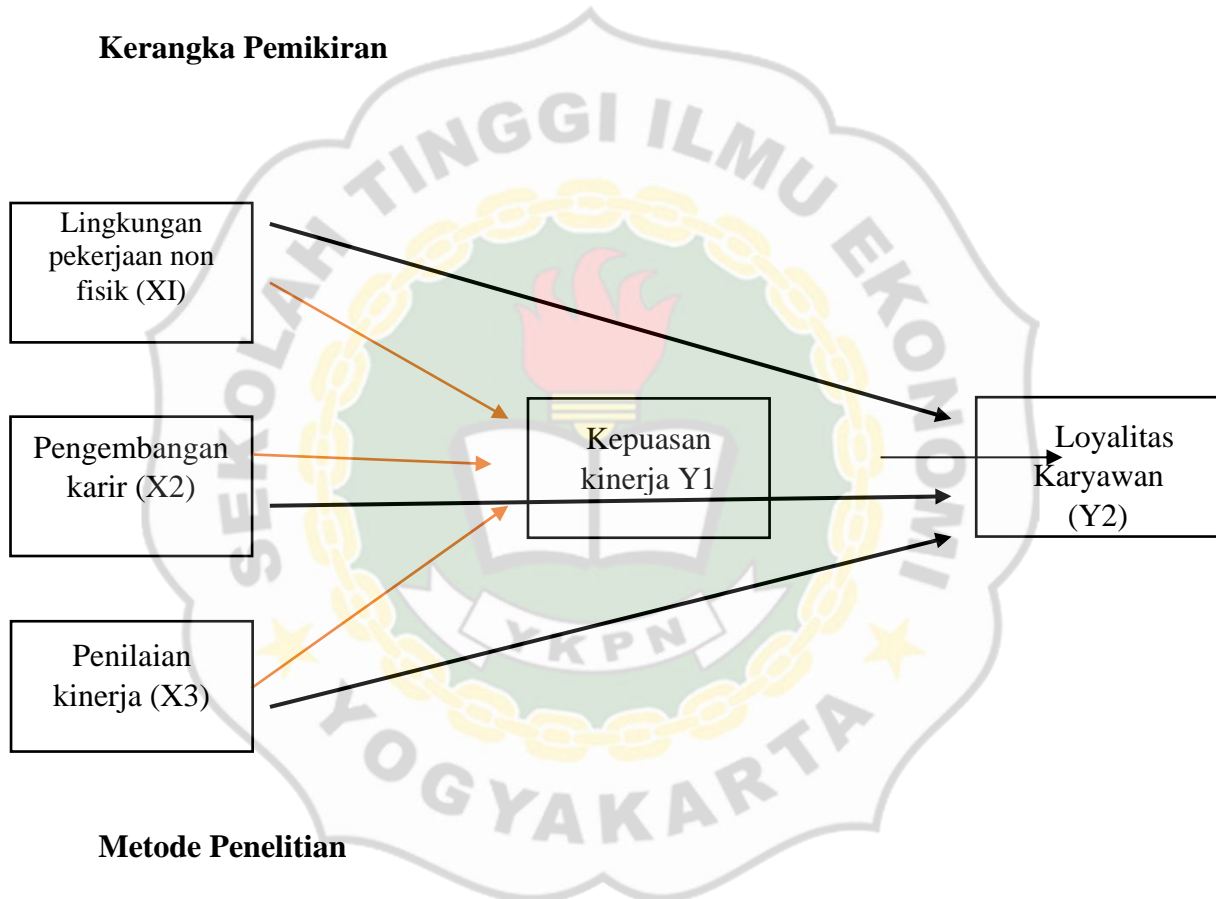 Kerangka Pemikiran
SEKOLAH TINGGI ILMU EKONOMI
Lingkungan
pekerjaan non
fisik (XI)
Pengembangan
karir (X2)
Kepuasan
kinerja Y1
Loyalitas
Karyawan
(Y2)
Penilaian
kinerja (X3)
YKPN
YOGYAKARTA
Metode Penelitian